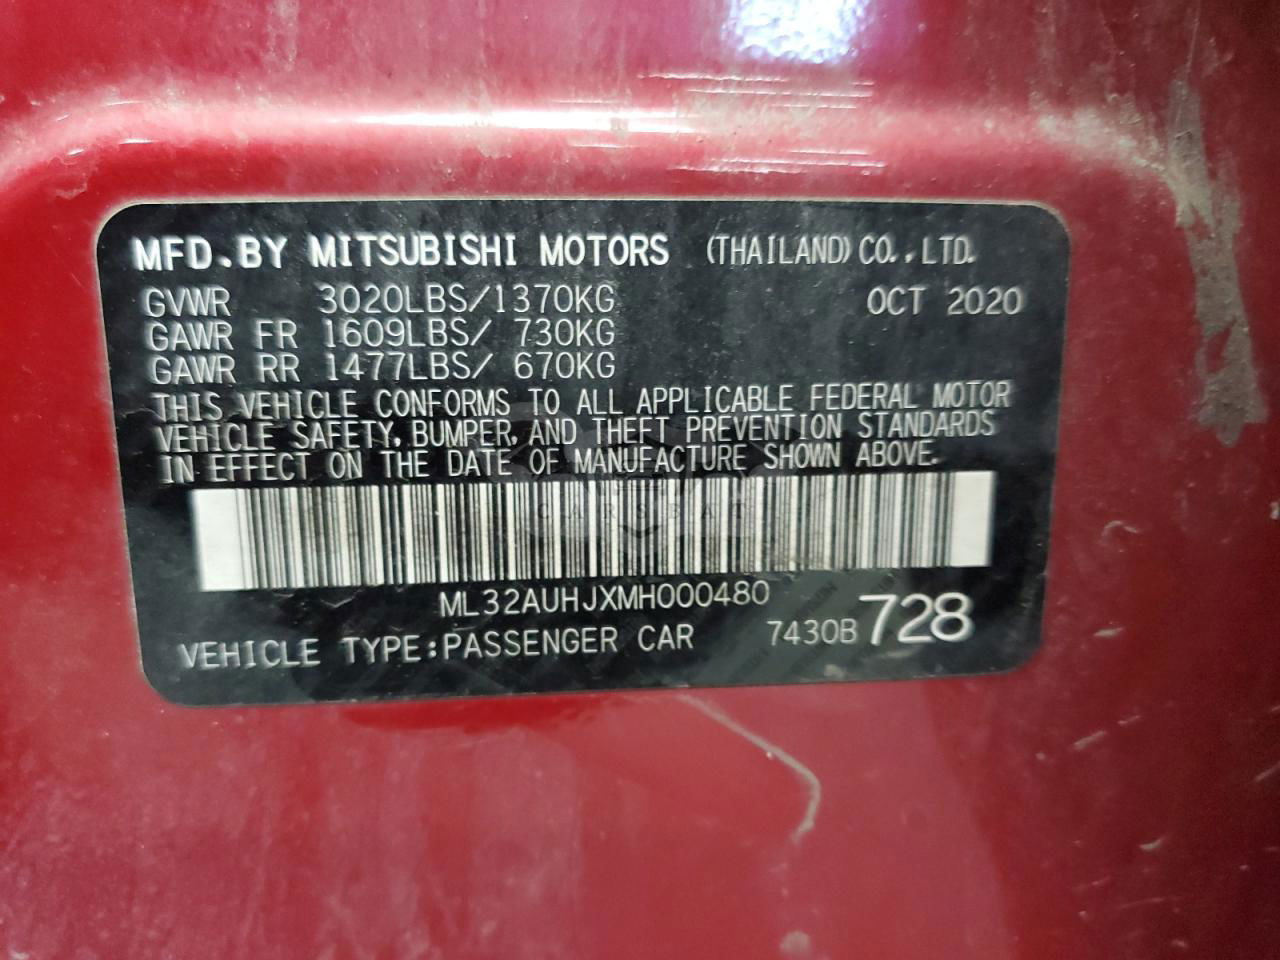 MFD.BY MITSUBISHI MOTORS (THAILAND) CO., LTD.
GVWR 3020LBS/1370KG OCT 2020
GAWR FR 1609LBS/ 730KG
GAWR RR 1477LBS/ 670KG
THIS VEHICLE CONFORMS TO ALL APPLICABLE FEDERAL MOTOR
VEHICLE SAFETY, BUMPER, AND THEFT PREVENTION STANDARDS
IN EFFECT ON THE DATE OF MANUFACTURE SHOWN ABOVE.
CARSBAT
ML32AUHJXMH000480
VEHICLE TYPE:PASSENGER CAR 7430B 728